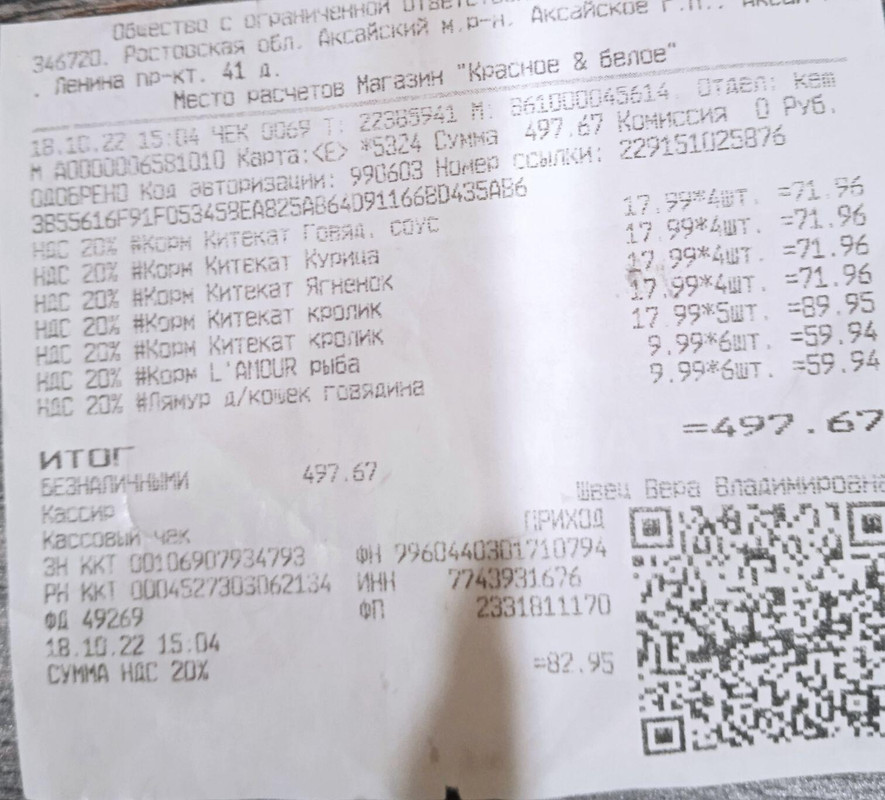 Общество с ограниченной
346720, Ростовская обл. Аксайский м.р-н. Аксайское г.п..
. Ленина пр-кт. 41 д.
Место расчетов Магазин "Красное & белое"
18.10.22 15:04 ЧЕК 0069 Т: 22385941 М: 861000045614. Отдел: кет
М А0000006581010 Карта:<E> *5324 Сумма 497.67 Комиссия 0 Руб.
ОДОБРЕНО Код авторизации: 990603 Номер ссылки: 229151025876
3B55616F91F053459EA825AB64D91166BD435AB6
НДС 20% #Корм Китекат Говяд. соус 17.99*4шт. =71.96
НДС 20% #Корм Китекат Курица 17.99*4шт. =71.96
НДС 20% #Корм Китекат Ягненок 17.99*4шт. =71.96
НДС 20% #Корм Китекат кролик 17.99*4шт. =71.96
НДС 20% #Корм Китекат кролик 17.99*5шт. =89.95
НДС 20% #Корм L'AMOUR рыба 9.99*6шт. =59.94
НДС 20% #Лямур д/кошек говядина 9.99*6шт. =59.94
ИТОГ =497.67
БЕЗНАЛИЧНЫМИ 497.67
Кассир Швец Вера Владимировна
Кассовый чек ПРИХОД
ЗН ККТ 00106907934793 ФН 9960440301710794
РН ККТ 0004527303062134 ИНН 7743931676
ФД 49269 ФП 2331811170
18.10.22 15:04
СУММА НДС 20% =82.95